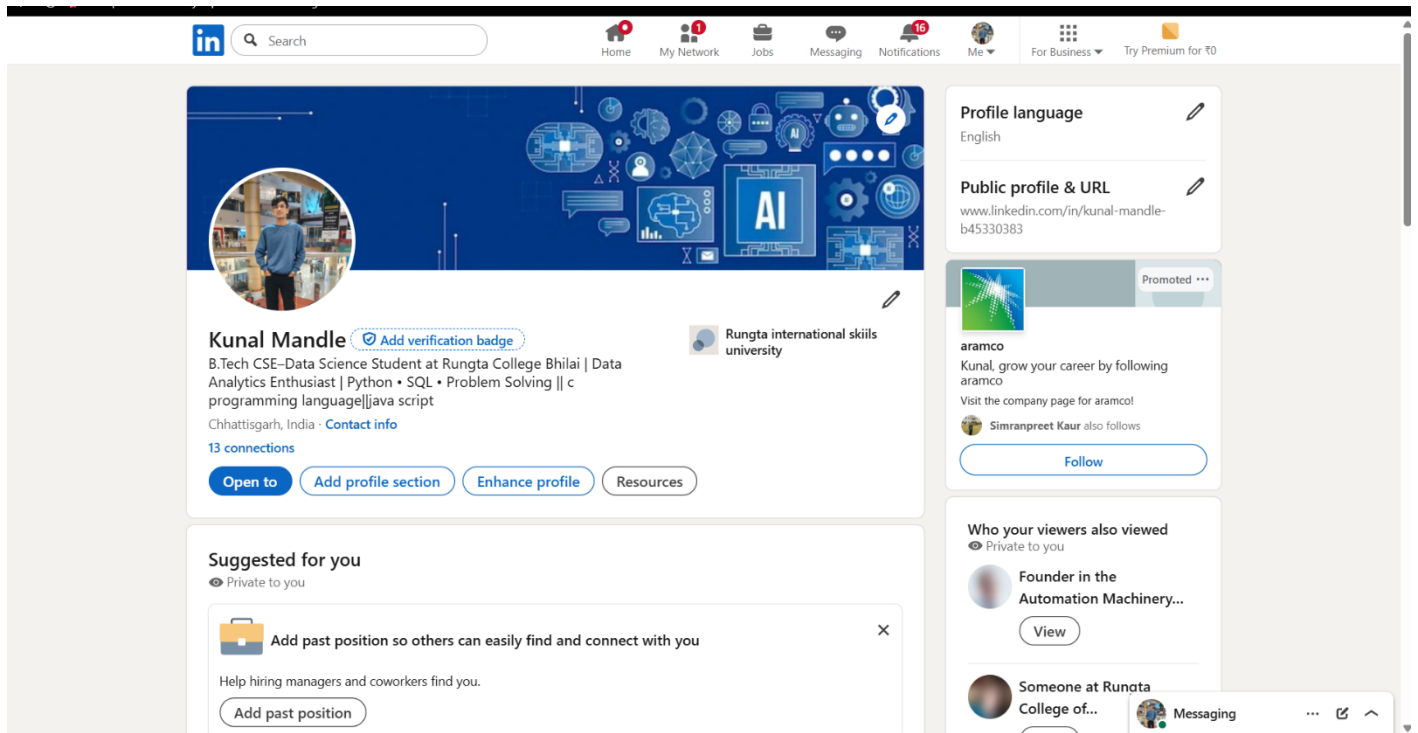 in
Search
Home
1
My Network
Jobs
Messaging
16
Notifications
Me
For Business
Try Premium for ₹0
AI
AI
Kunal Mandle
Add verification badge
B.Tech CSE–Data Science Student at Rungta College Bhilai | Data
Analytics Enthusiast | Python • SQL • Problem Solving || c
programming language||java script
Chhattisgarh, India · Contact info
13 connections
Open to
Add profile section
Enhance profile
Resources
Rungta international skiils
university
Suggested for you
Private to you
Add past position so others can easily find and connect with you
Help hiring managers and coworkers find you.
Add past position
Profile language
English
Public profile & URL
www.linkedin.com/in/kunal-mandle-
b45330383
Promoted
aramco
Kunal, grow your career by following
aramco
Visit the company page for aramco!
Simranpreet Kaur also follows
Follow
Who your viewers also viewed
Private to you
Founder in the
Automation Machinery...
View
Someone at Rungta
College of...
Messaging